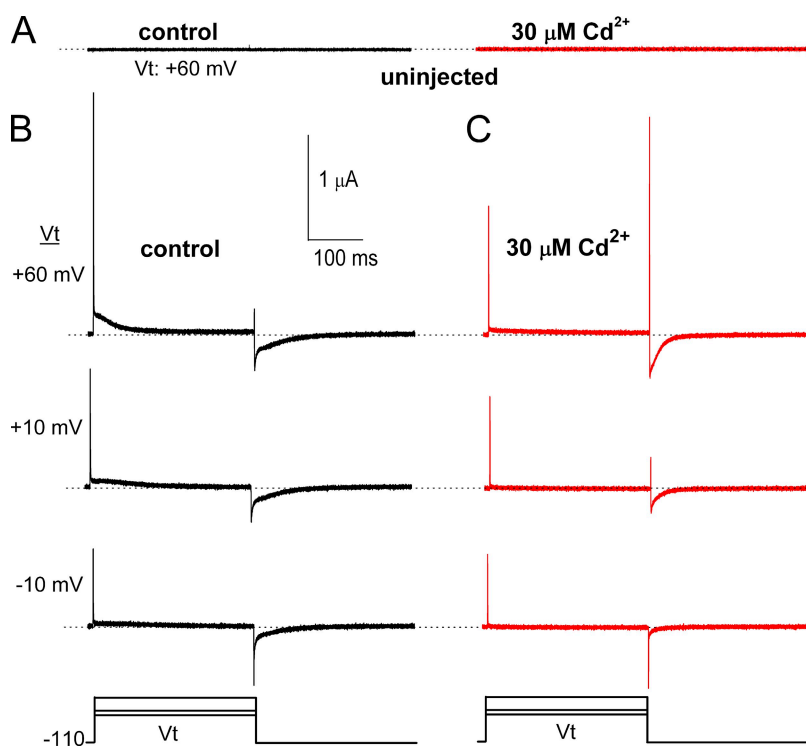 A
control
30 μM Cd2+
Vt: +60 mV
uninjected
B
C
1 μA
100 ms
Vt
control
30 μM Cd2+
+60 mV
+10 mV
-10 mV
-110
Vt
Vt